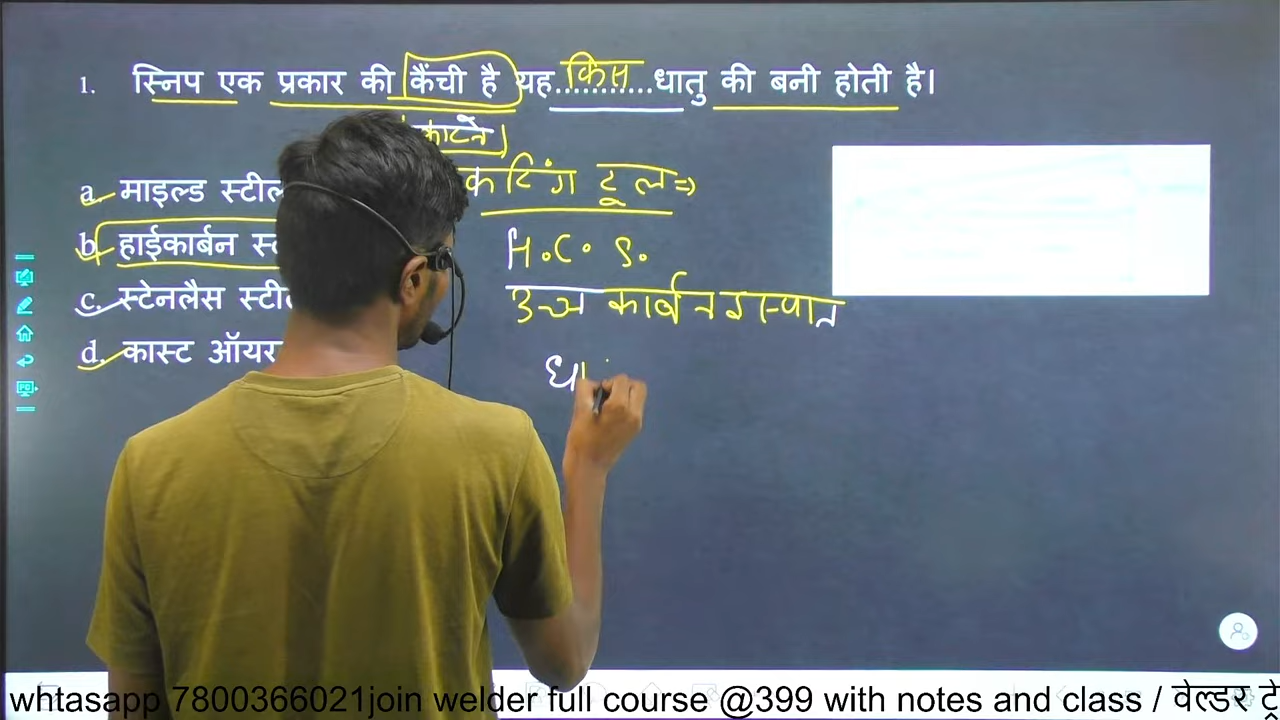 1. स्निप एक प्रकार की कैंची है यह..किस..धातु की बनी होती है।
(काटने)
a. माइल्ड स्टील
कटिंग टूल⇒
b. हाईकार्बन
H.C.S.
c. स्टेनलैस स्टील
उच्च कार्बन इस्पात
d. कास्ट ऑयर
धा
whtasapp 7800366021join welder full course @399 with notes and class / वेल्डर ट्रे